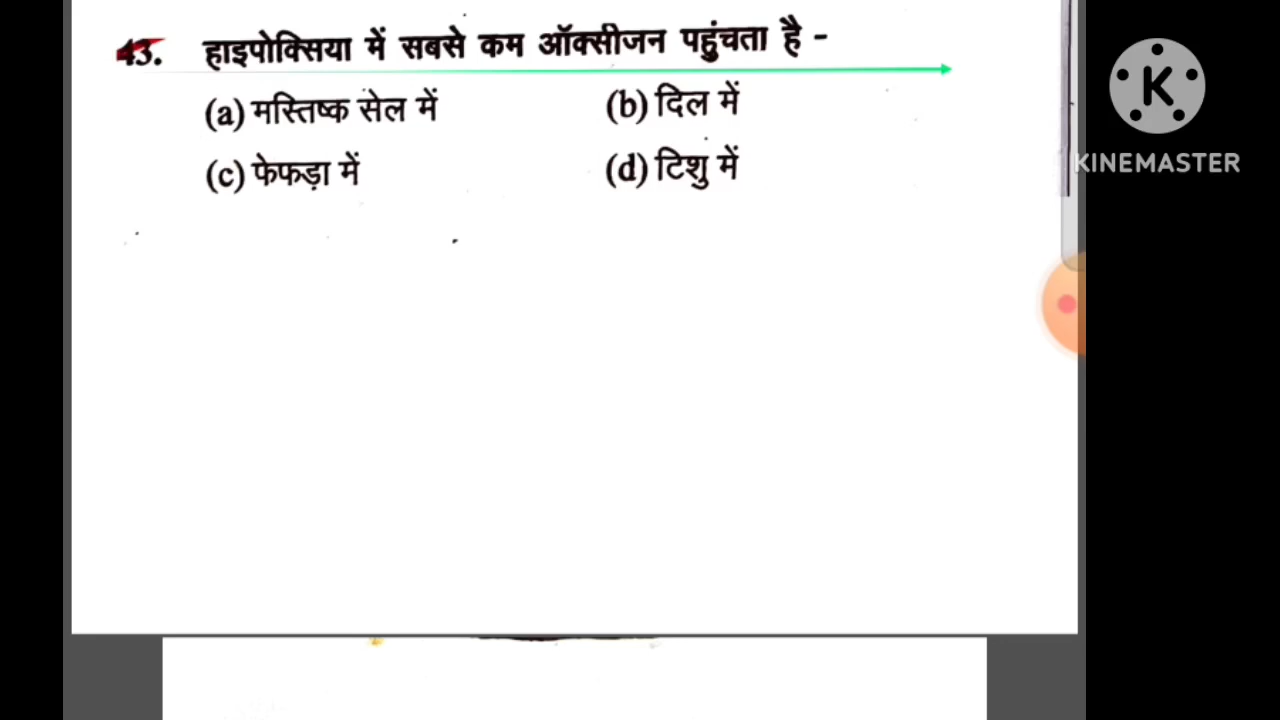 43. हाइपोक्सिया में सबसे कम ऑक्सीजन पहुंचता है -
(a) मस्तिष्क सेल में (b) दिल में
(c) फेफड़ा में (d) टिशु में
K
KINEMASTER